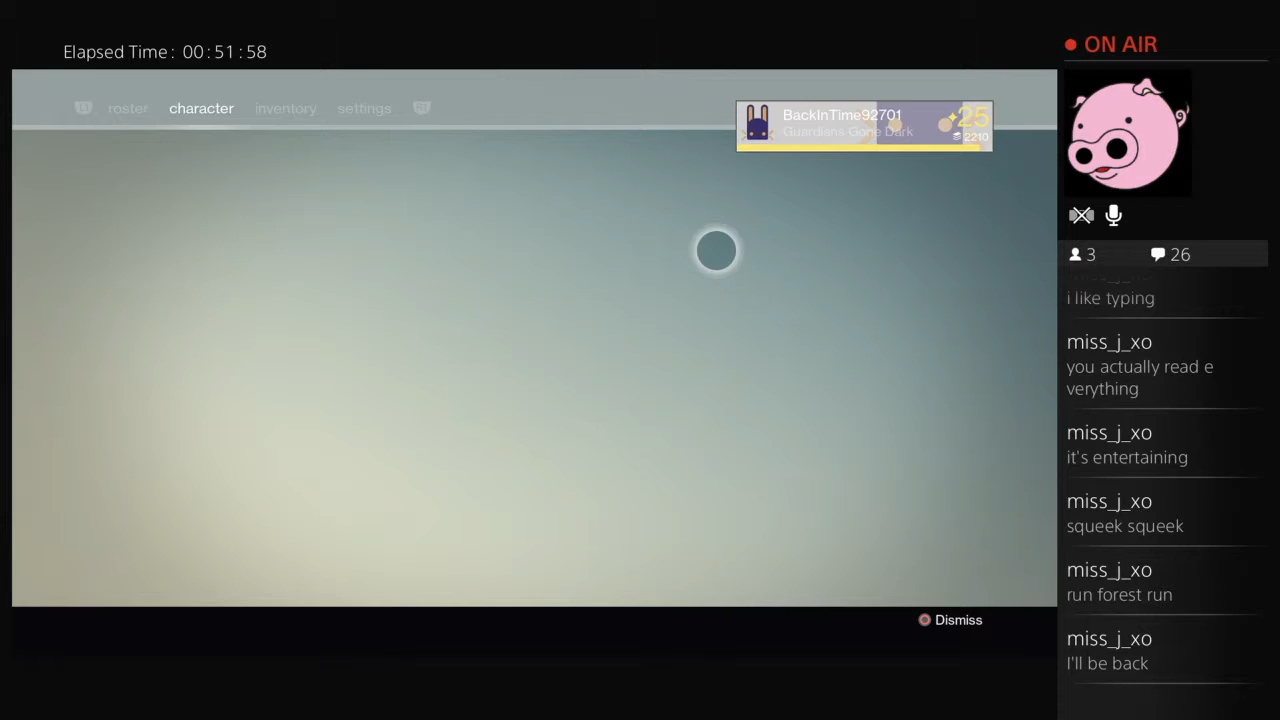 Elapsed Time: 00:51:58
ON AIR
roster character inventory settings
BackInTime92701
25
Guardians Gone Dark
2210
3 26
i like typing
miss_j_xo
you actually read e
verything
miss_j_xo
it's entertaining
miss_j_xo
squeek squeek
miss_j_xo
run forest run
miss_j_xo
I'll be back
Dismiss